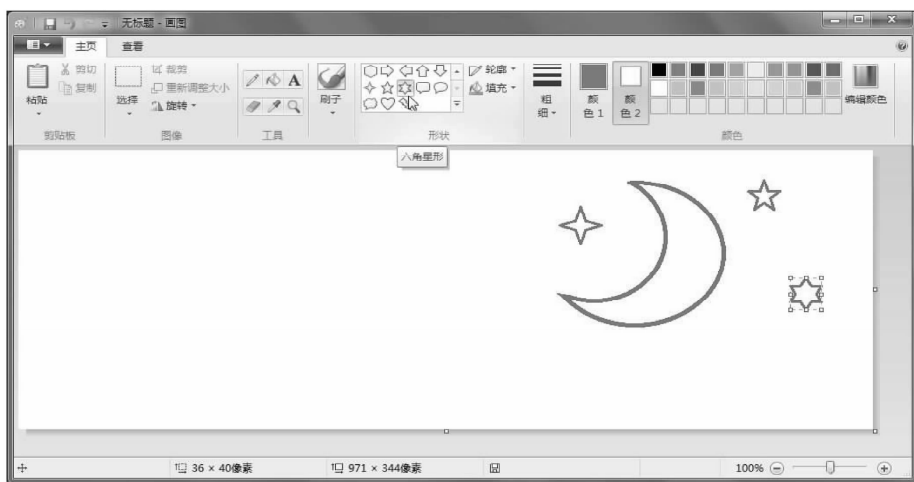 无标题 - 画图
主页 查看
剪切
复制
粘贴
剪贴板
选择
裁剪
重新调整大小
旋转
图像
A
工具
刷子
轮廓
填充
形状
粗
细
颜
色 1
颜
色 2
编辑颜色
颜色
八角星形
36 × 40像素
971 × 344像素
100%